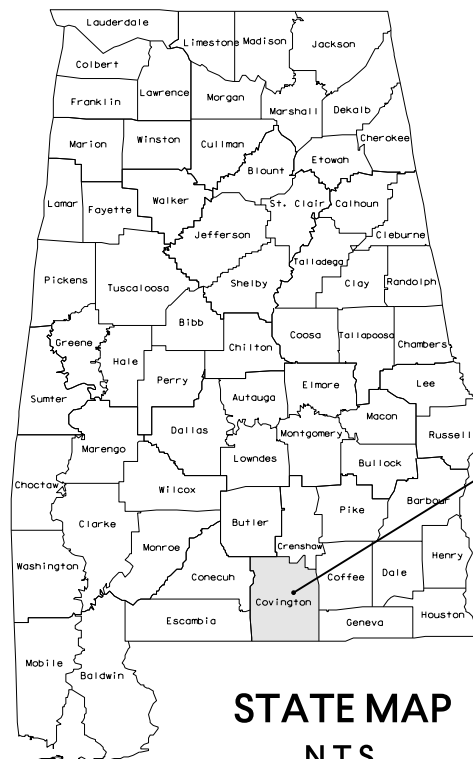 Lauderdale
Limestone
Madison
Jackson
Colbert
Lawrence
Franklin
Morgan
Marshall
Dekalb
Cherokee
Marion
Winston
Cullman
Blount
Etowah
Lamar
Fayette
Walker
St. Clair
Calhoun
Jefferson
Cleburne
Talladega
Pickens
Tuscaloosa
Shelby
Clay
Randolph
Bibb
Greene
Hale
Chilton
Coosa
Tallapoosa
Chambers
Perry
Sumter
Autauga
Elmore
Lee
Macon
Dallas
Montgomery
Russell
Marengo
Lowndes
Bullock
Choctaw
Wilcox
Barbour
Clarke
Butler
Pike
Monroe
Crenshaw
Washington
Conecuh
Coffee
Dale
Henry
Covington
Escambia
Geneva
Houston
Mobile
Baldwin
STATE MAP
N.T.S.